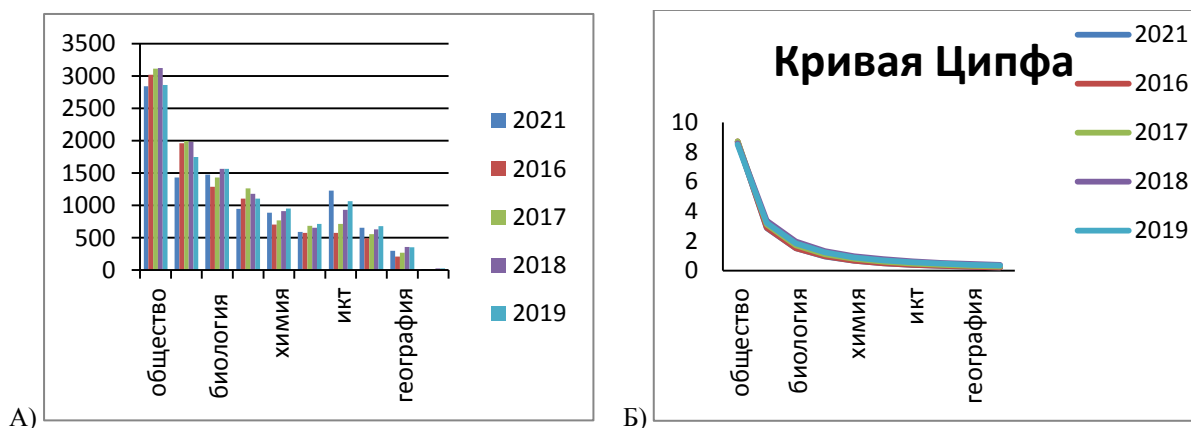 3500
3000
2500
2000
1500
1000
500
0
общество
биология
химия
икт
география
2021
2016
2017
2018
2019
А)
Кривая Ципфа
10
8
6
4
2
0
общество
биология
химия
икт
география
2021
2016
2017
2018
2019
Б)